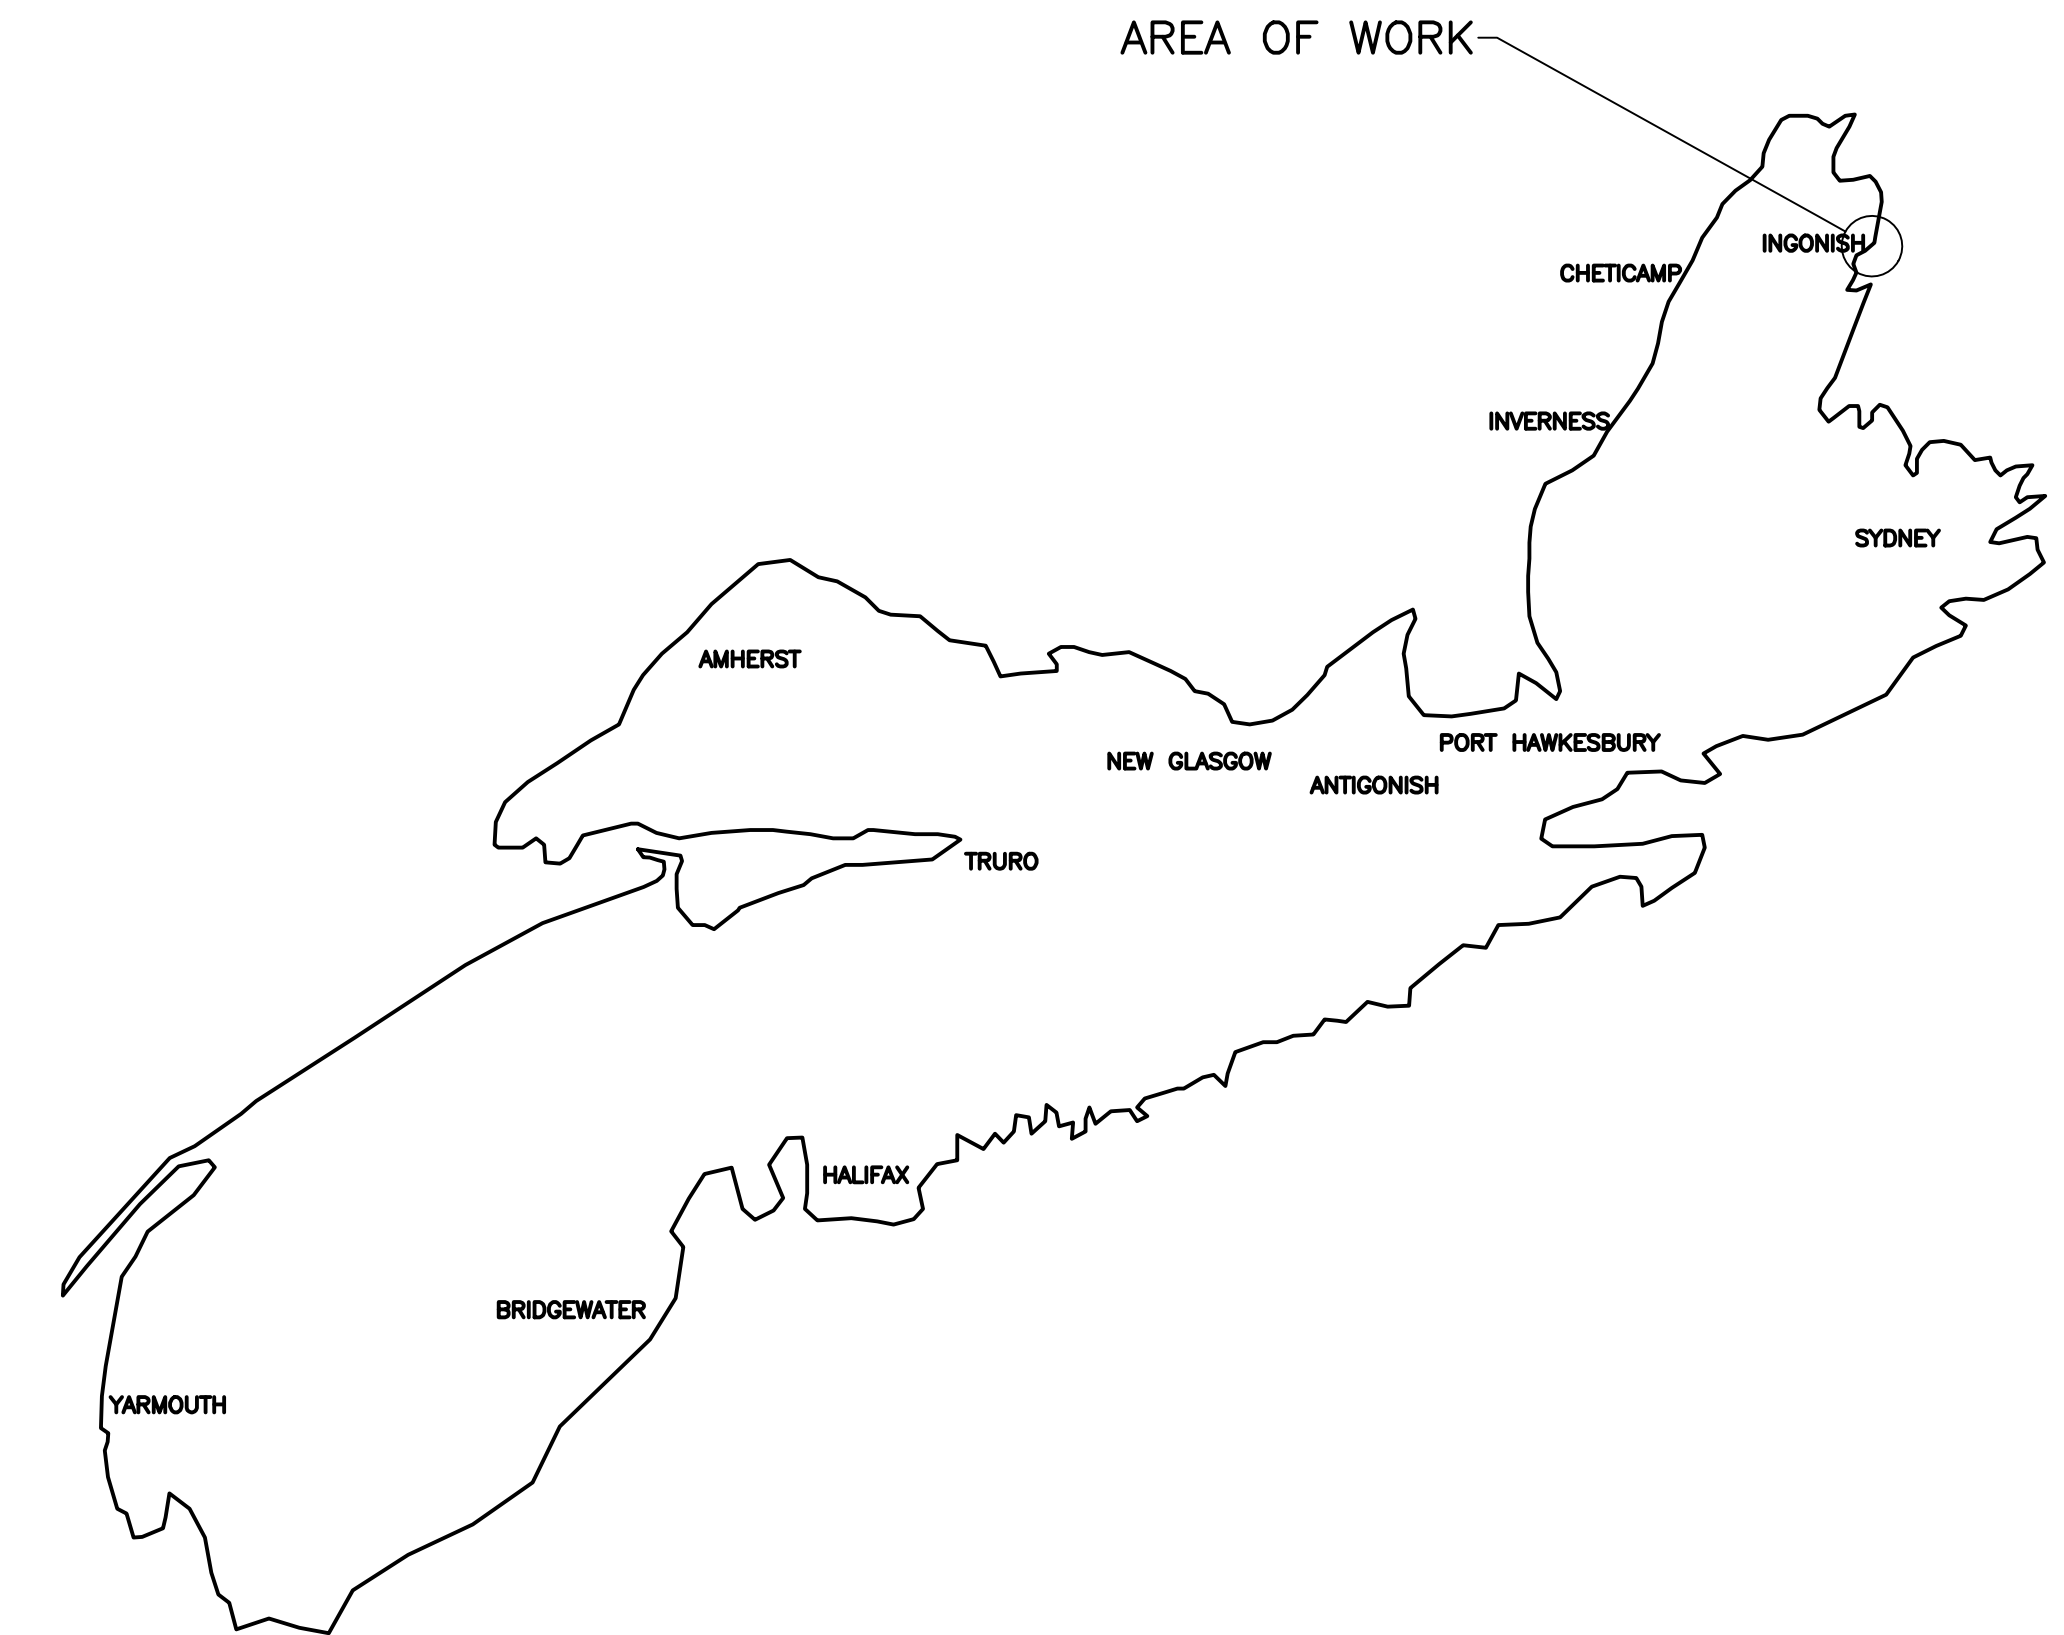 AREA OF WORK
INGONISH
CHETICAMP
INVERNESS
SYDNEY
AMHERST
PORT HAWKESBURY
NEW GLASGOW
ANTIGONISH
TRURO
HALIFAX
BRIDGEWATER
YARMOUTH